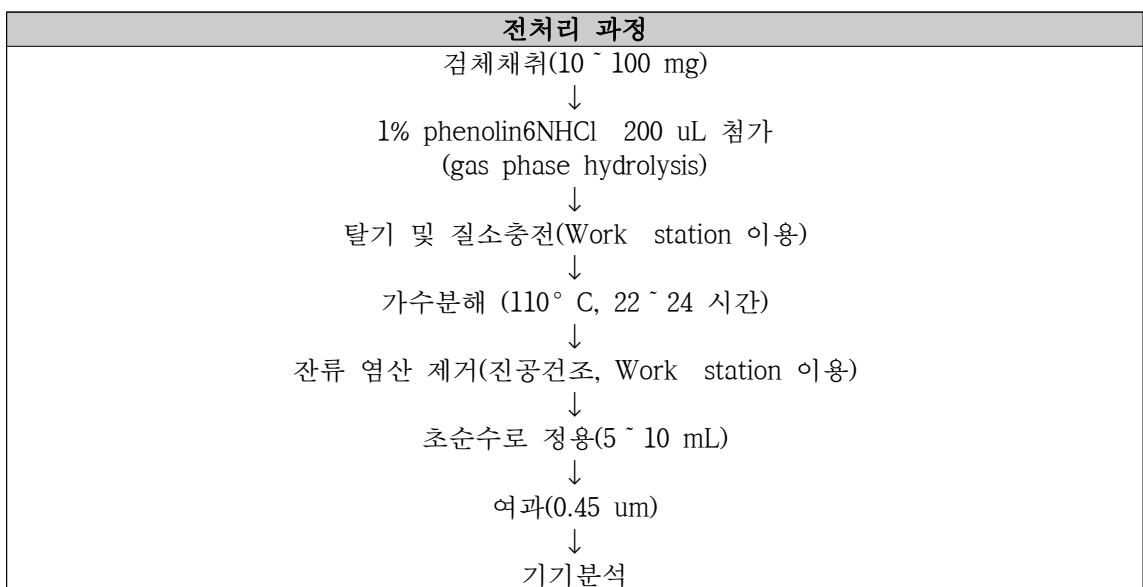 전처리 과정
검체채취(10 ~ 100 mg)
↓
1% phenolin6NHCl 200 uL 첨가
(gas phase hydrolysis)
↓
탈기 및 질소충전(Work station 이용)
↓
가수분해 (110° C, 22 ~ 24 시간)
↓
잔류 염산 제거(진공건조, Work station 이용)
↓
초순수로 정용(5 ~ 10 mL)
↓
여과(0.45 um)
↓
기기분석